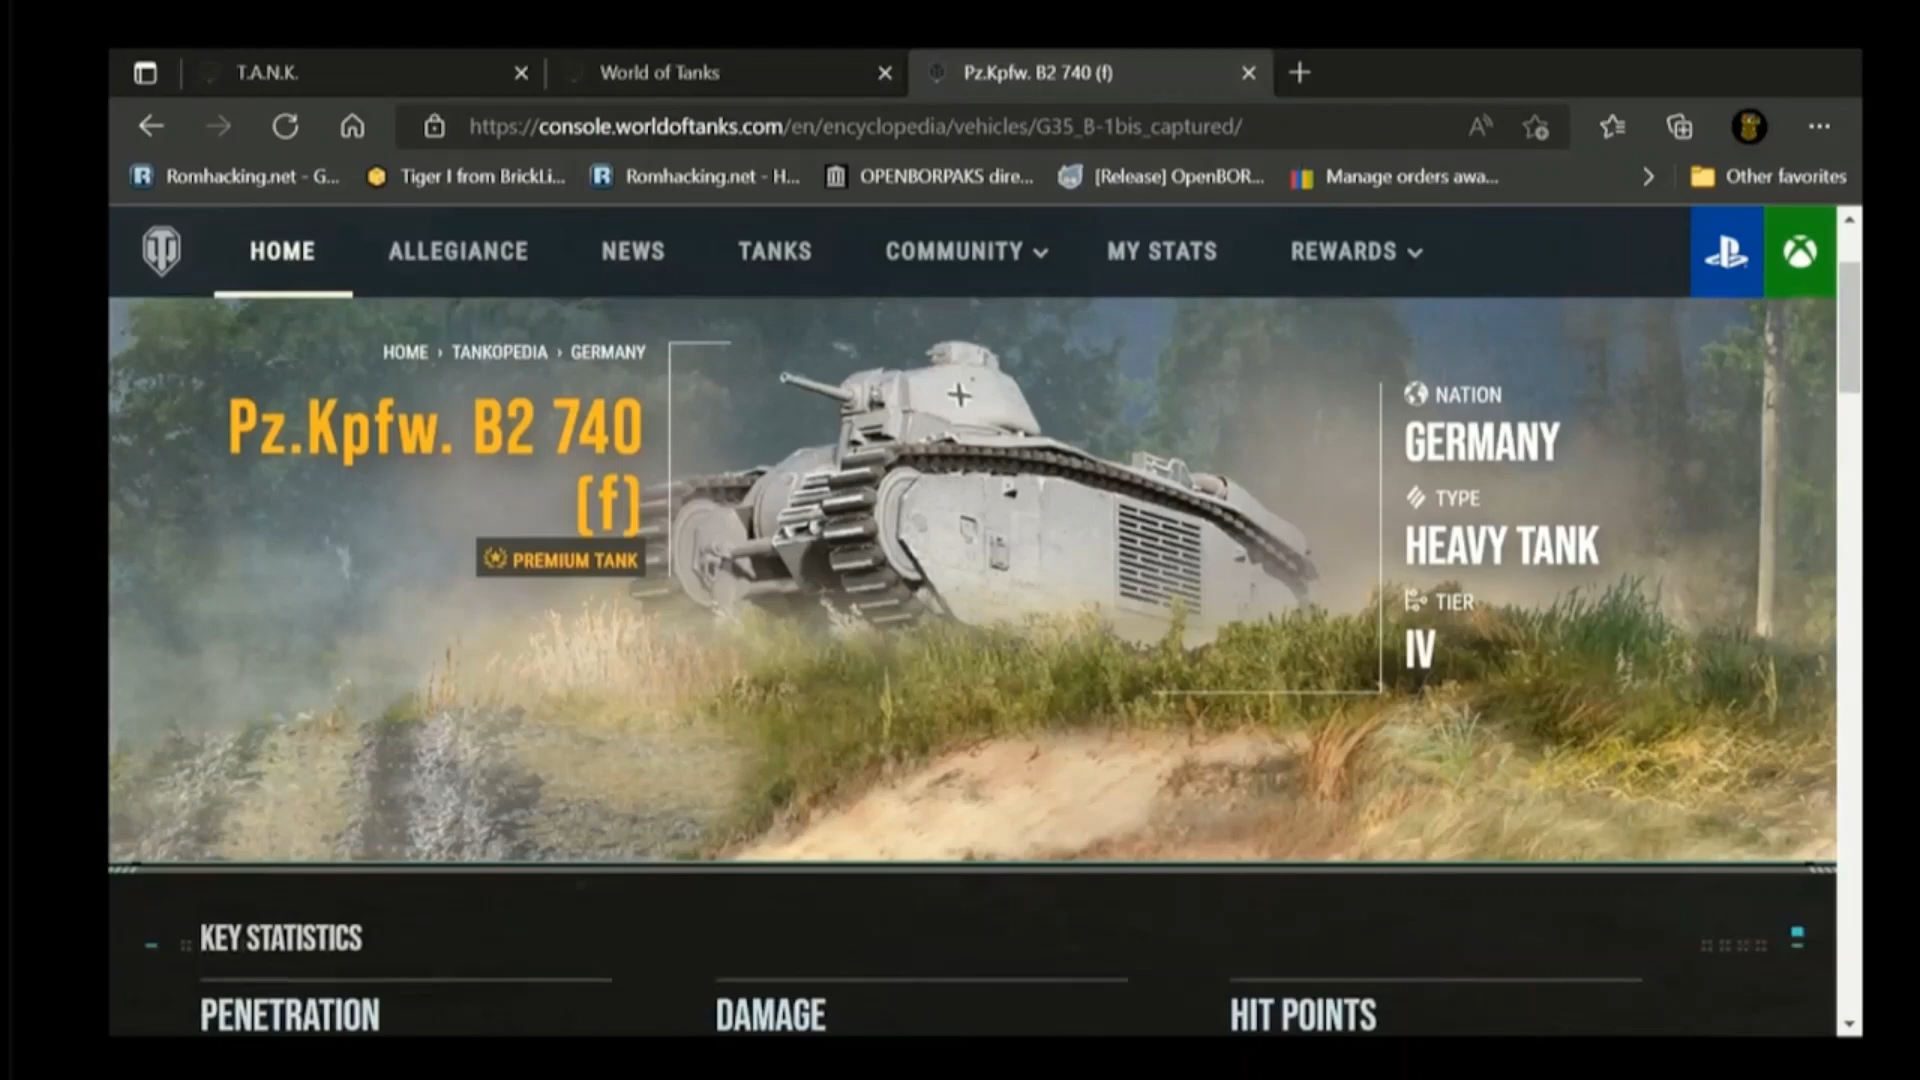 T.A.N.K.
World of Tanks
Pz.Kpfw. B2 740 (f)
https://console.worldoftanks.com/en/encyclopedia/vehicles/G35_B-1bis_captured/
Romhacking.net - G...
Tiger I from BrickLi...
Romhacking.net - H...
OPENBORPAKS dire...
[Release] OpenBOR...
Manage orders awa...
Other favorites
HOME
ALLEGIANCE
NEWS
TANKS
COMMUNITY
MY STATS
REWARDS
HOME › TANKOPEDIA › GERMANY
Pz.Kpfw. B2 740
(f)
PREMIUM TANK
NATION
GERMANY
TYPE
HEAVY TANK
TIER
IV
KEY STATISTICS
PENETRATION
DAMAGE
HIT POINTS